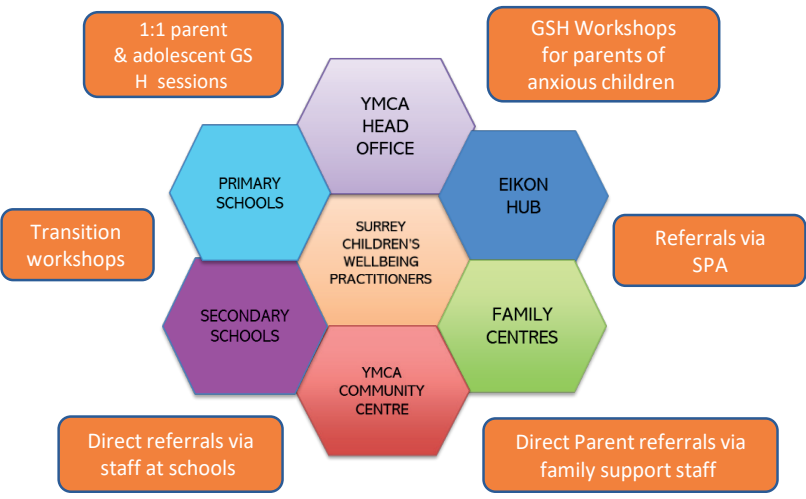 1:1 parent
& adolescent GS
H sessions
GSH Workshops
for parents of
anxious children
YMCA
HEAD
OFFICE
PRIMARY
SCHOOLS
EIKON
HUB
Transition
workshops
SURREY
CHILDREN'S
WELLBEING
PRACTITIONERS
Referrals via
SPA
SECONDARY
SCHOOLS
FAMILY
CENTRES
YMCA
COMMUNITY
CENTRE
Direct referrals via
staff at schools
Direct Parent referrals via
family support staff